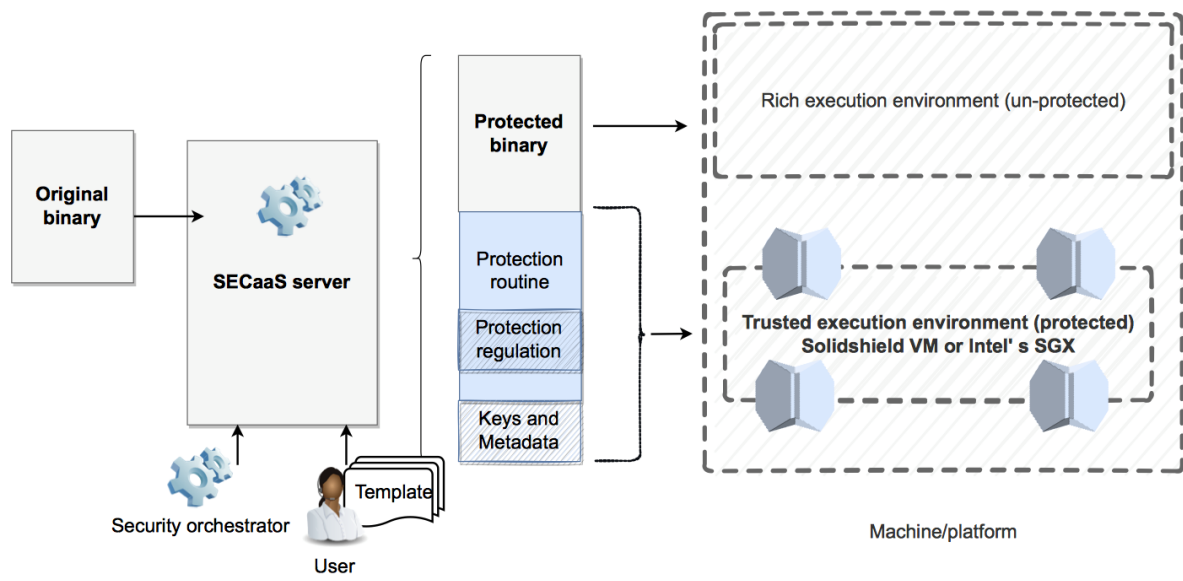 Original
binary
SECaaS server
Security orchestrator
Template
User
Protected
binary
Protection
routine
Protection
regulation
Keys and
Metadata
Rich execution environment (un-protected)
Trusted execution environment (protected)
Solidshield VM or Intel' s SGX
Machine/platform